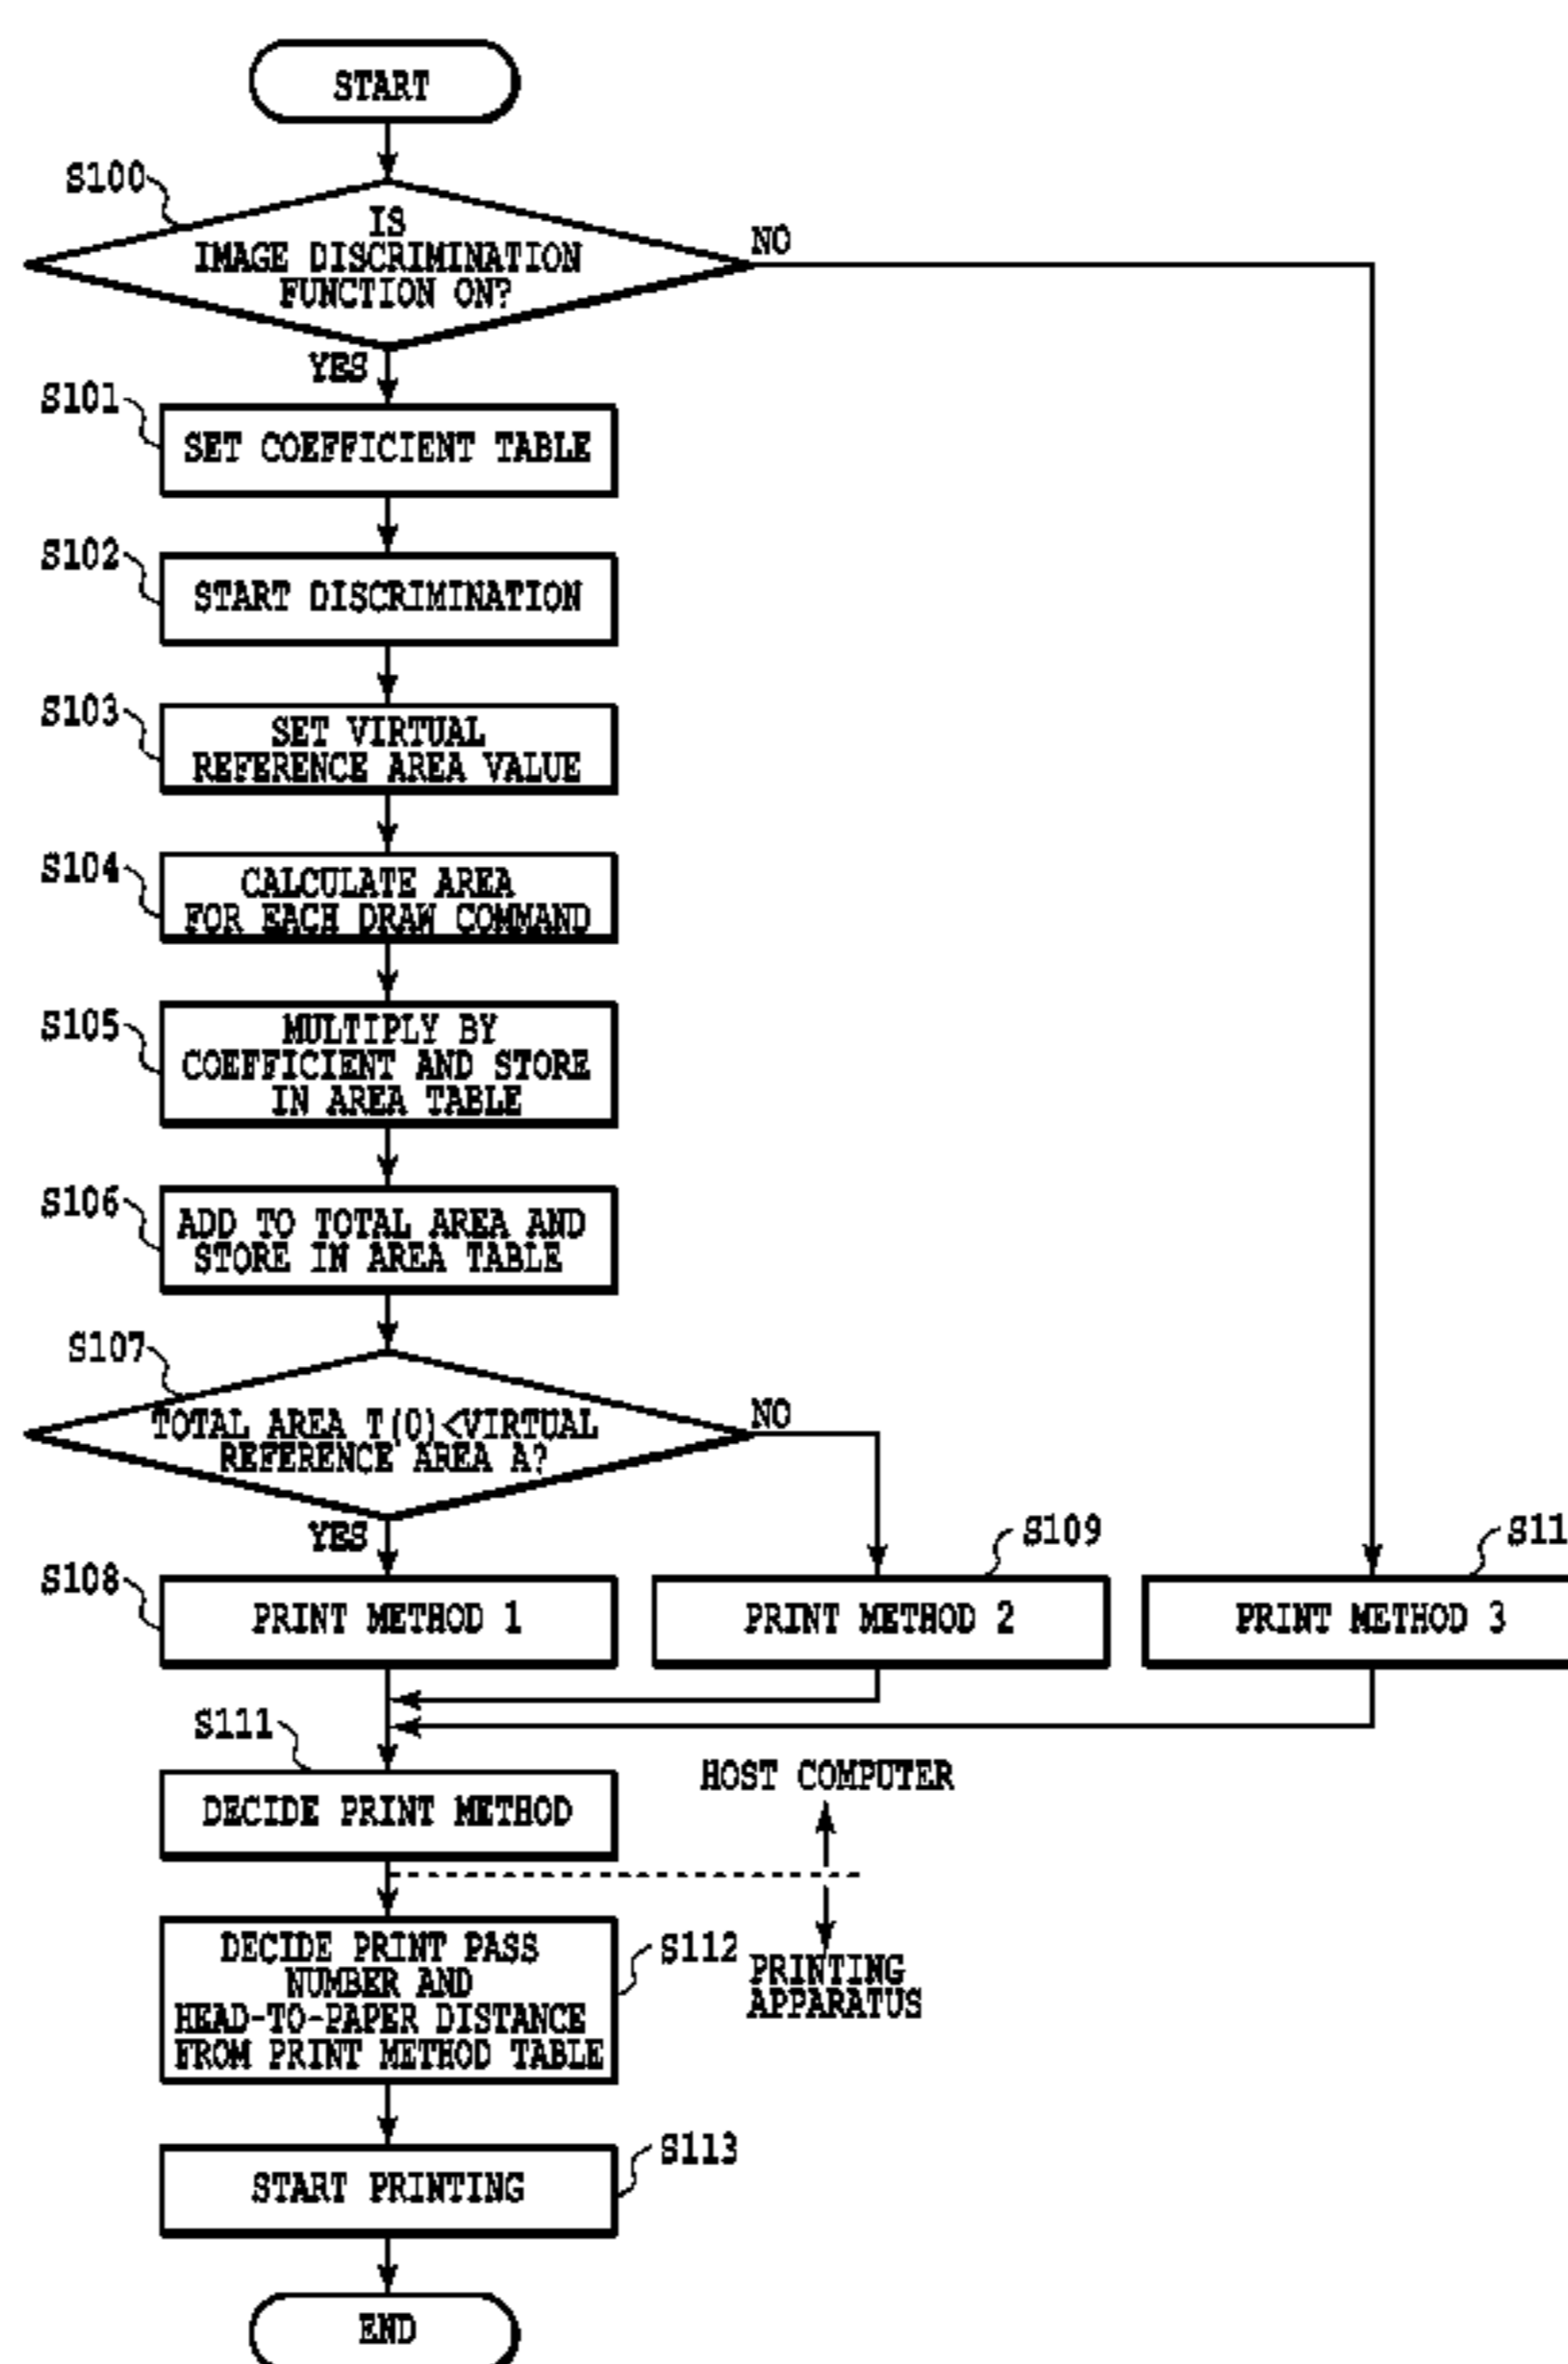 START
S100
IS
IMAGE DISCRIMINATION
FUNCTION ON?
NO
YES
S101
SET COEFFICIENT TABLE
S102
START DISCRIMINATION
S103
SET VIRTUAL
REFERENCE AREA VALUE
S104
CALCULATE AREA
FOR EACH DRAW COMMAND
S105
MULTIPLY BY
COEFFICIENT AND STORE
IN AREA TABLE
S106
ADD TO TOTAL AREA AND
STORE IN AREA TABLE
S107
TOTAL AREA T(0)<VIRTUAL
REFERENCE AREA A?
NO
YES
S108
PRINT METHOD 1
S109
PRINT METHOD 2
S11
PRINT METHOD 3
S111
DECIDE PRINT METHOD
HOST COMPUTER
PRINTING
APPARATUS
S112
DECIDE PRINT PASS
NUMBER AND
HEAD-TO-PAPER DISTANCE
FROM PRINT METHOD TABLE
S113
START PRINTING
END